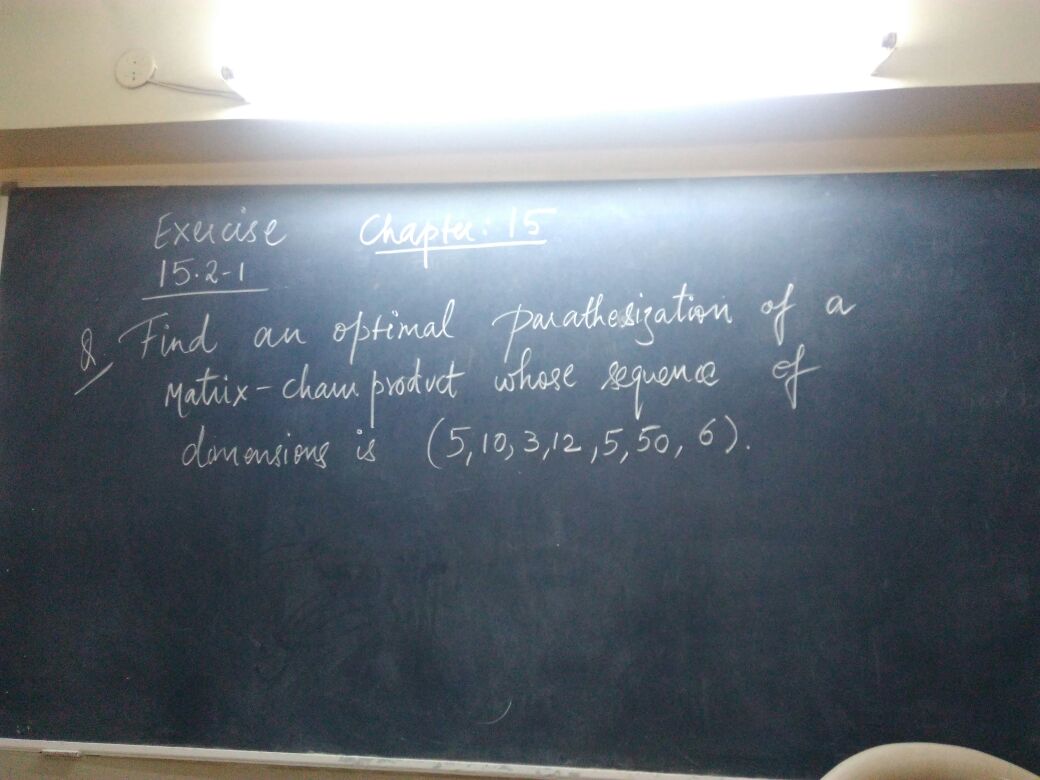 Exercise Chapter: 15
15.2-1
Q, Find an optimal parathesization of a
Matrix-chain product whose sequence of
dimensions is (5,10,3,12,5,50,6).